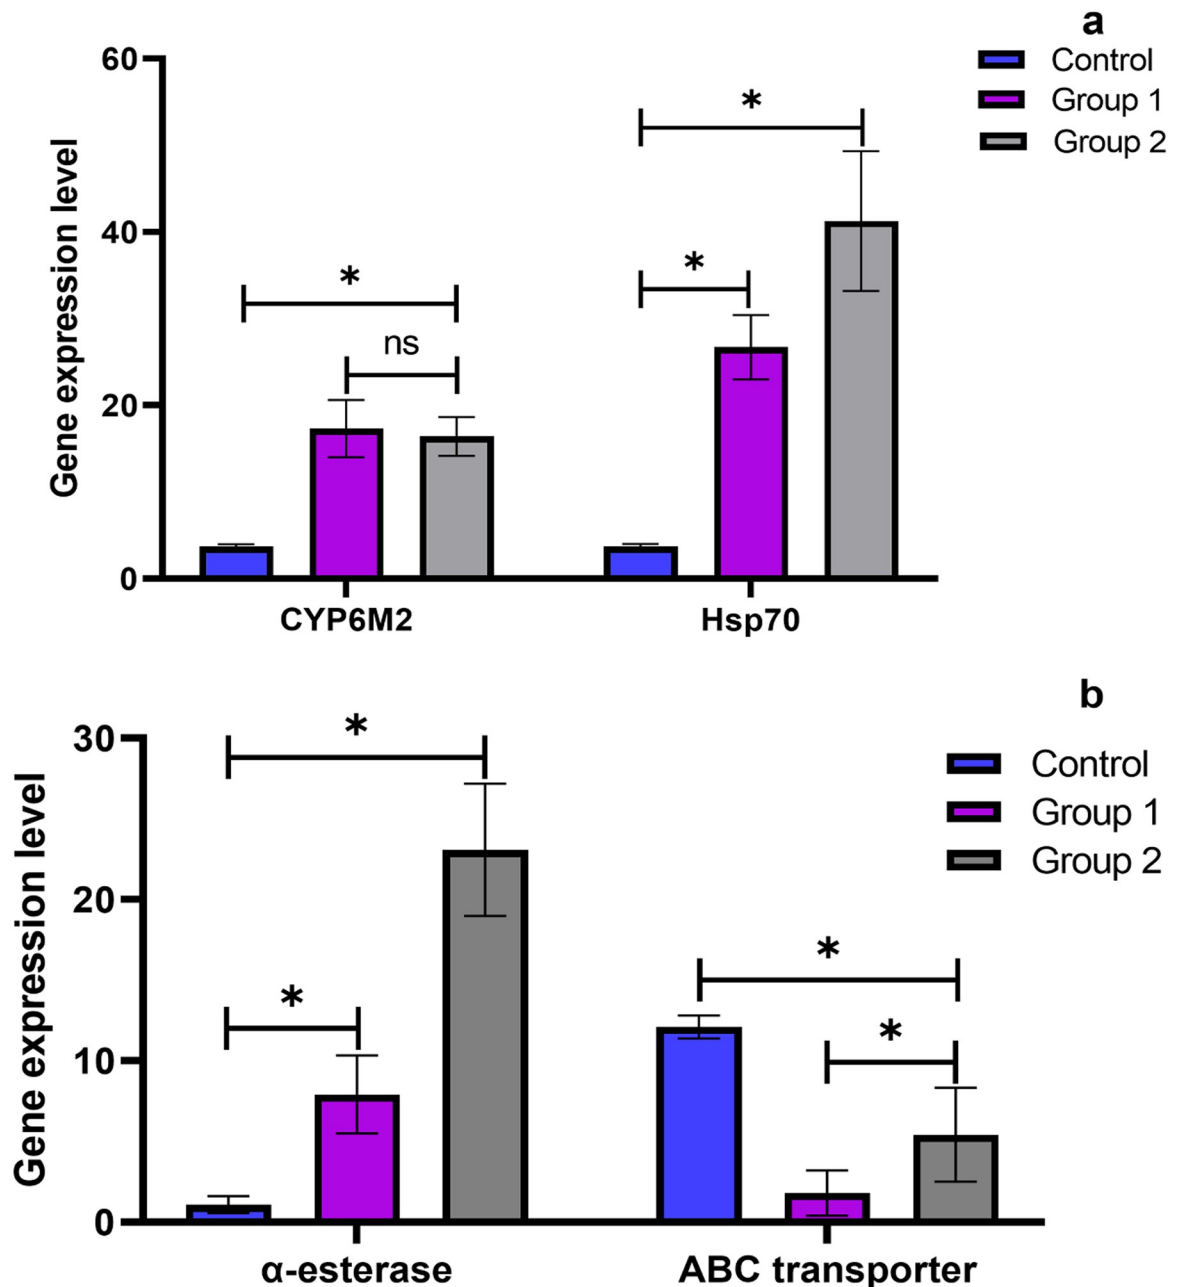 a
Control
Group 1
Group 2
Gene expression level
60
40
20
0
*
ns
*
*
CYP6M2
Hsp70
b
Control
Group 1
Group 2
Gene expression level
30
20
10
0
*
*
*
*
α-esterase
ABC transporter